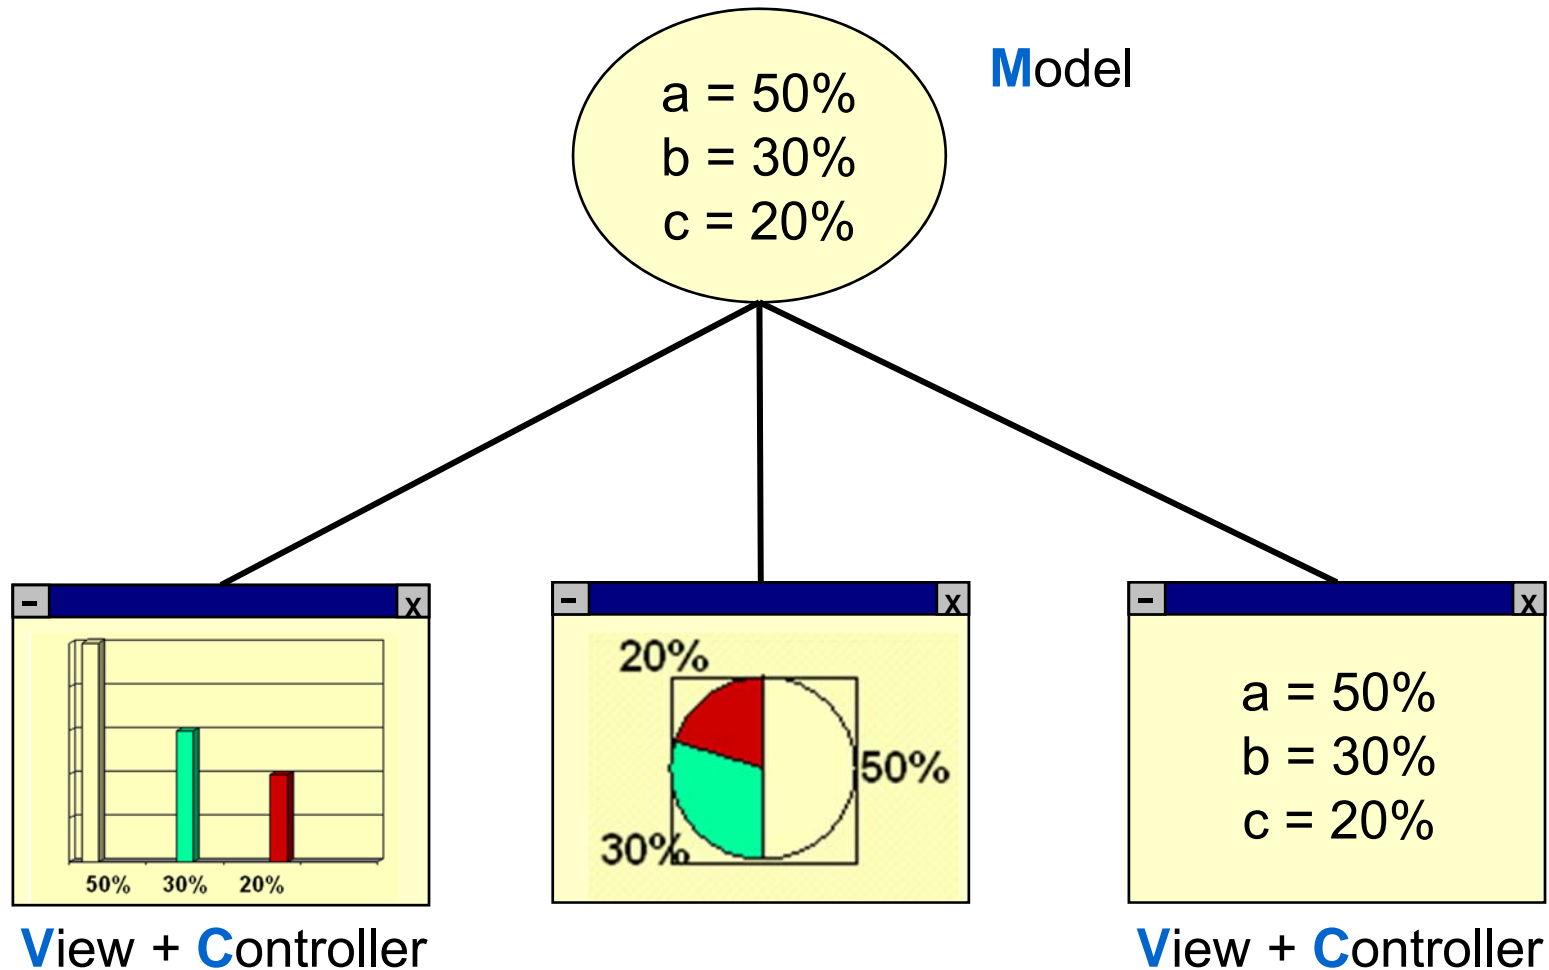 Model
a = 50%
b = 30%
c = 20%
– X
50% 30% 20%
View + Controller
– X
20%
50%
30%
– X
a = 50%
b = 30%
c = 20%
View + Controller